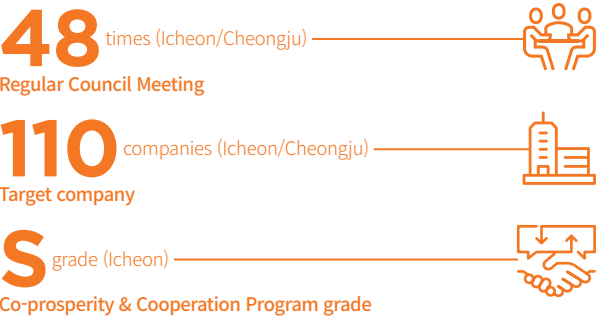 48 times (Icheon/Cheongju)
Regular Council Meeting
110 companies (Icheon/Cheongju)
Target company
S grade (Icheon)
Co-prosperity & Cooperation Program grade